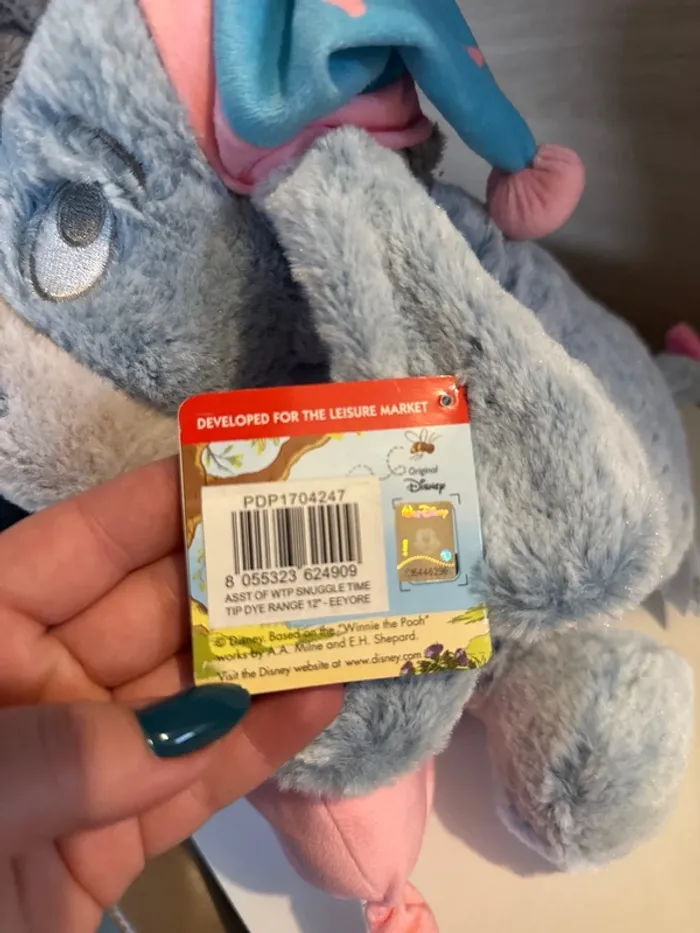 DEVELOPED FOR THE LEISURE MARKET
Original
Disney
PDP1704247
Walt Disney
8 055323 624909
ASST OF WTP SNUGGLE TIME
TIP DYE RANGE 12" - EEYORE
© Disney. Based on the "Winnie the Pooh"
works by A.A. Milne and E.H. Shepard.
Visit the Disney website at www.disney.com